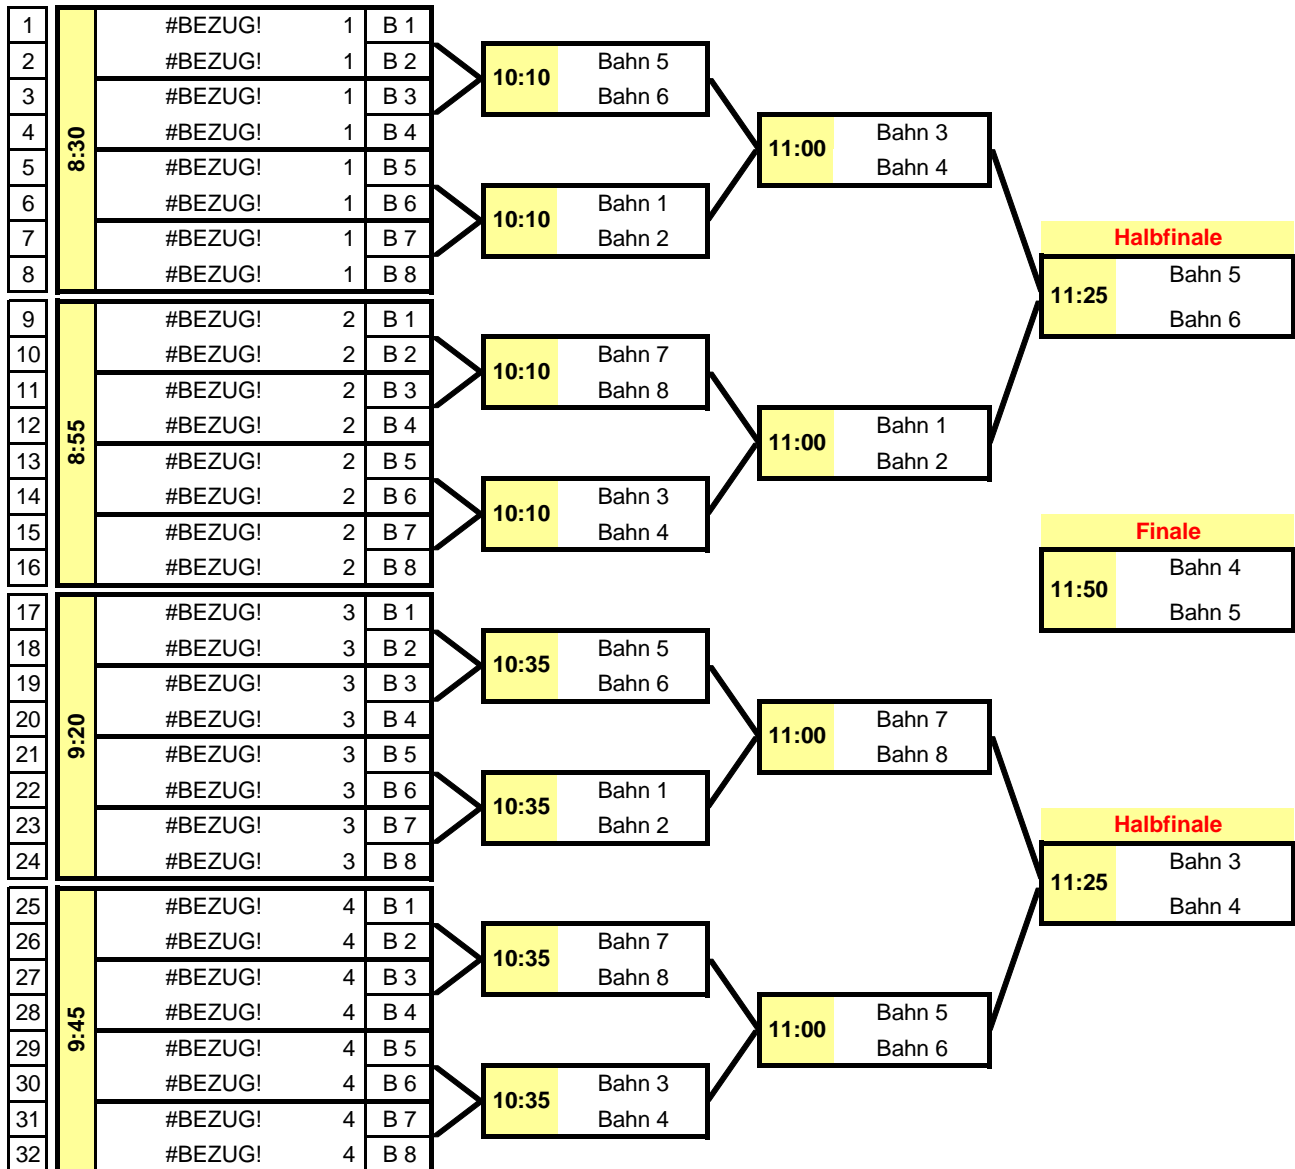 1 #BEZUG! 1 B 1
2 #BEZUG! 1 B 2
10:10 Bahn 5
3 #BEZUG! 1 B 3
Bahn 6
4 #BEZUG! 1 B 4
8:30
11:00 Bahn 3
5 #BEZUG! 1 B 5
Bahn 4
6 #BEZUG! 1 B 6
10:10 Bahn 1
7 #BEZUG! 1 B 7
Bahn 2
Halbfinale
8 #BEZUG! 1 B 8
11:25 Bahn 5
Bahn 6
9 #BEZUG! 2 B 1
10 #BEZUG! 2 B 2
10:10 Bahn 7
11 #BEZUG! 2 B 3
Bahn 8
12 #BEZUG! 2 B 4
8:55
11:00 Bahn 1
13 #BEZUG! 2 B 5
Bahn 2
14 #BEZUG! 2 B 6
10:10 Bahn 3
15 #BEZUG! 2 B 7
Bahn 4
Finale
16 #BEZUG! 2 B 8
11:50 Bahn 4
Bahn 5
17 #BEZUG! 3 B 1
18 #BEZUG! 3 B 2
10:35 Bahn 5
19 #BEZUG! 3 B 3
Bahn 6
20 #BEZUG! 3 B 4
9:20
11:00 Bahn 7
21 #BEZUG! 3 B 5
Bahn 8
22 #BEZUG! 3 B 6
10:35 Bahn 1
23 #BEZUG! 3 B 7
Bahn 2
Halbfinale
24 #BEZUG! 3 B 8
11:25 Bahn 3
Bahn 4
25 #BEZUG! 4 B 1
26 #BEZUG! 4 B 2
10:35 Bahn 7
27 #BEZUG! 4 B 3
Bahn 8
28 #BEZUG! 4 B 4
9:45
11:00 Bahn 5
29 #BEZUG! 4 B 5
Bahn 6
30 #BEZUG! 4 B 6
10:35 Bahn 3
31 #BEZUG! 4 B 7
Bahn 4
32 #BEZUG! 4 B 8